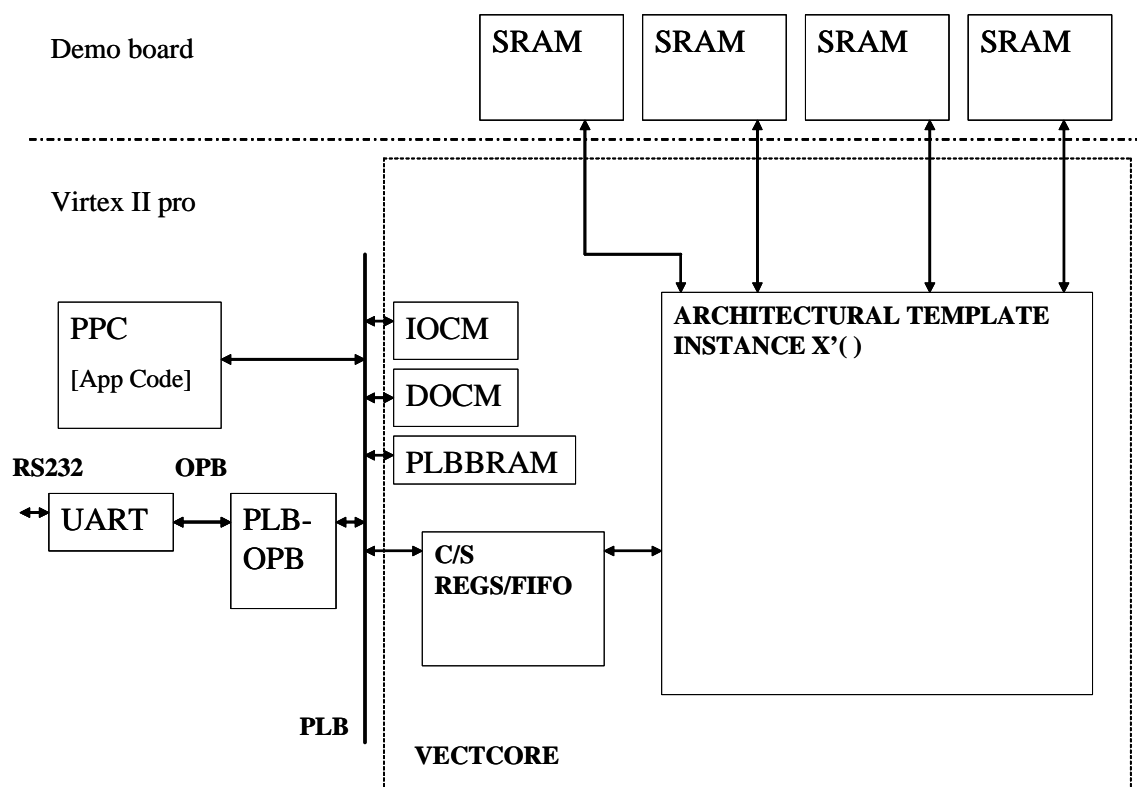 Demo board
SRAM
SRAM
SRAM
SRAM
Virtex II pro
PPC
[App Code]
IOCM
DOCM
PLBBRAM
ARCHITECTURAL TEMPLATE
INSTANCE X’( )
RS232
OPB
UART
PLB-
OPB
C/S
REGS/FIFO
PLB
VECTCORE